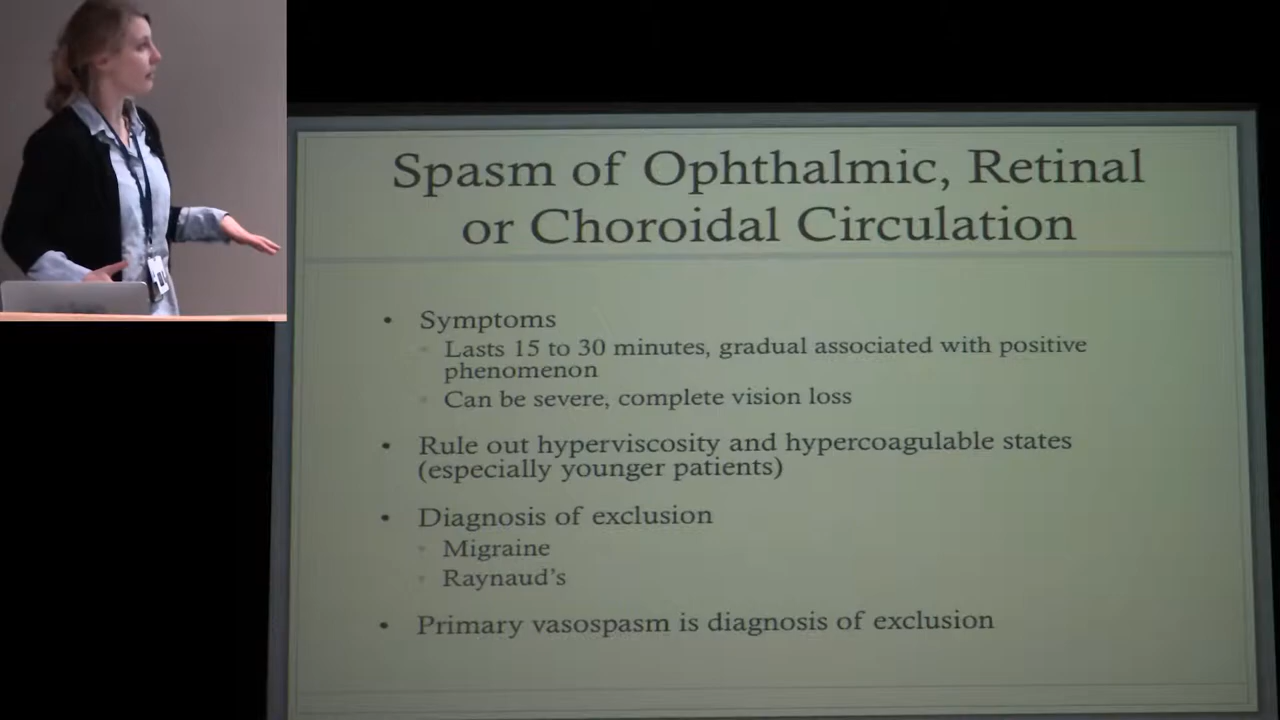 Spasm of Ophthalmic, Retinal
or Choroidal Circulation
• Symptoms
Lasts 15 to 30 minutes, gradual associated with positive
phenomenon
Can be severe, complete vision loss
• Rule out hyperviscosity and hypercoagulable states
(especially younger patients)
• Diagnosis of exclusion
Migraine
Raynaud's
• Primary vasospasm is diagnosis of exclusion